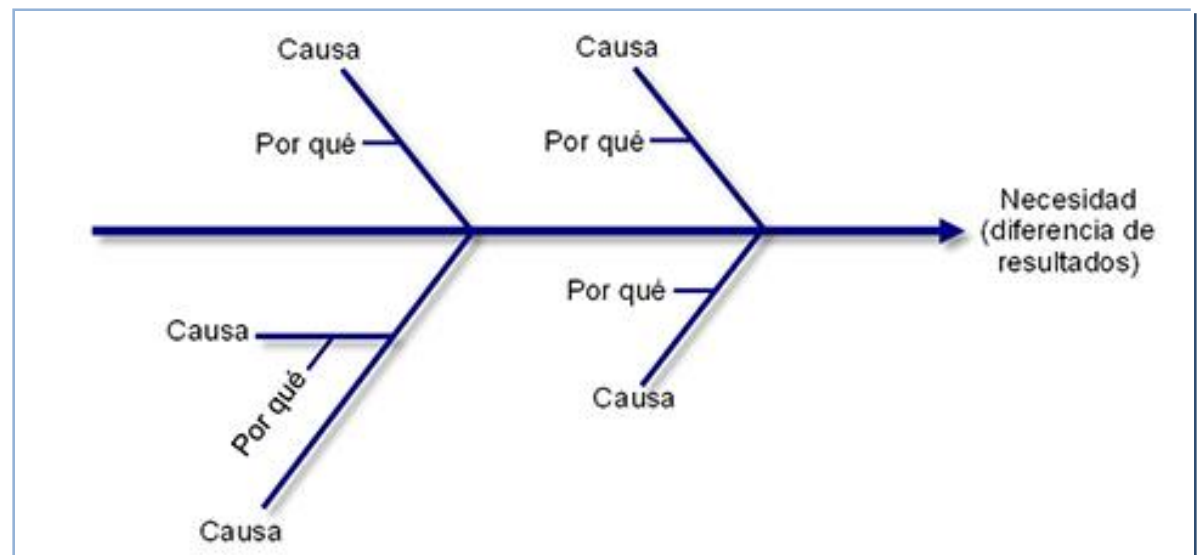 Causa
Causa
Por qué
Por qué
Necesidad
(diferencia de
resultados)
Por qué
Causa
Por qué
Causa
Causa